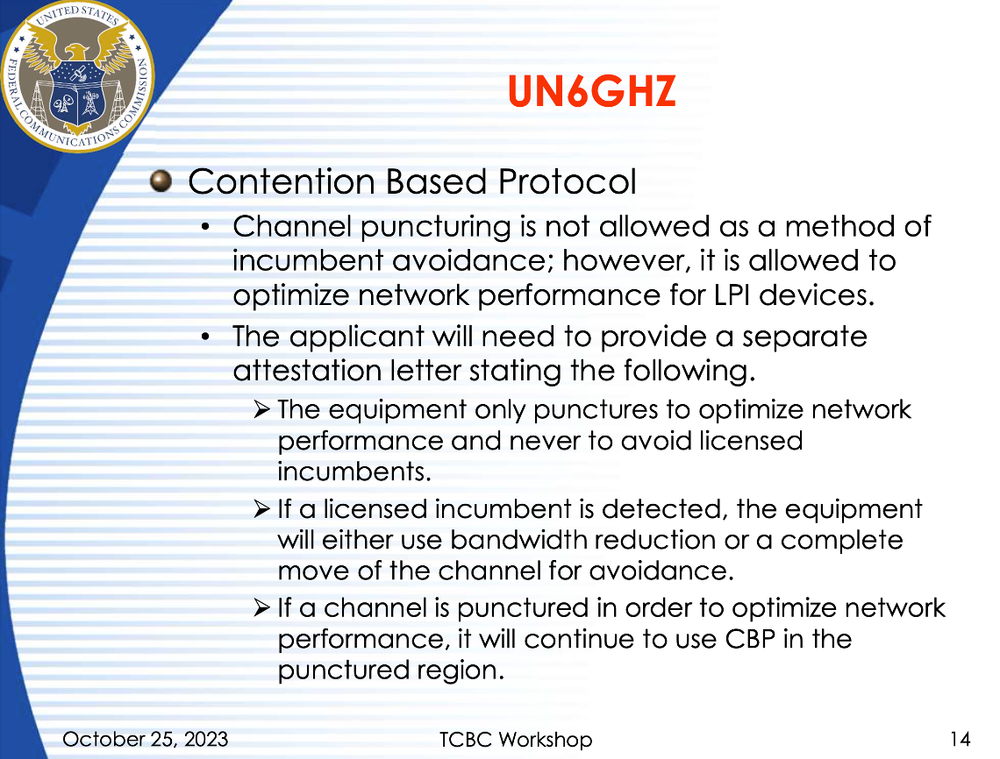 UNITED STATES
FEDERAL COMMUNICATIONS COMMISSION
UN6GHZ
Contention Based Protocol
• Channel puncturing is not allowed as a method of
incumbent avoidance; however, it is allowed to
optimize network performance for LPI devices.
• The applicant will need to provide a separate
attestation letter stating the following.
➢ The equipment only punctures to optimize network
performance and never to avoid licensed
incumbents.
➢ If a licensed incumbent is detected, the equipment
will either use bandwidth reduction or a complete
move of the channel for avoidance.
➢ If a channel is punctured in order to optimize network
performance, it will continue to use CBP in the
punctured region.
October 25, 2023 TCBC Workshop 14